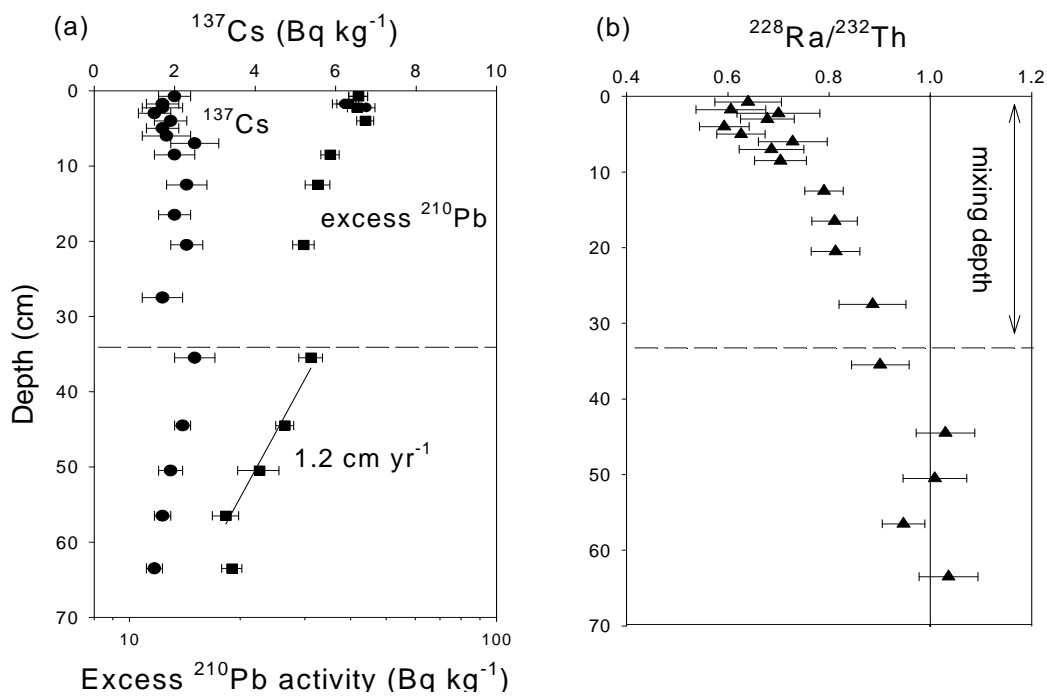 (a)
¹³⁷Cs (Bq kg⁻¹)
0 2 4 6 8 10
0
10
20
30
40
50
60
70
Depth (cm)
¹³⁷Cs
excess ²¹⁰Pb
1.2 cm yr⁻¹
10 100
Excess ²¹⁰Pb activity (Bq kg⁻¹)
(b)
²²⁸Ra/²³²Th
0.4 0.6 0.8 1.0 1.2
0
10
20
30
40
50
60
70
mixing depth